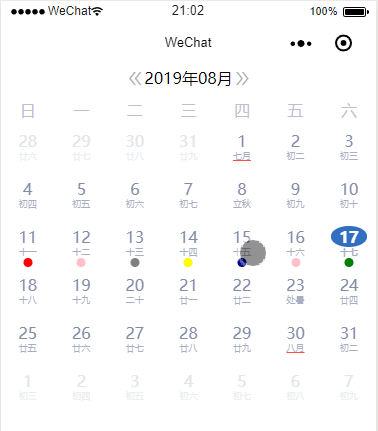 ●●●●● WeChat 21:02 100%
WeChat
2019年08月
日 一 二 三 四 五 六
28 29 30 31 1 2 3
廿六 廿七 廿八 廿九 七月 初二 初三
4 5 6 7 8 9 10
初四 初五 初六 初七 立秋 初九 初十
11 12 13 14 15 16 17
十一 十二 十三 十四 十五 十六 十七
18 19 20 21 22 23 24
十八 十九 二十 廿一 廿二 处暑 廿四
25 26 27 28 29 30 31
廿五 廿六 廿七 廿八 廿九 八月 初二
1 2 3 4 5 6 7
初三 初四 初五 初六 初七 初八 初九